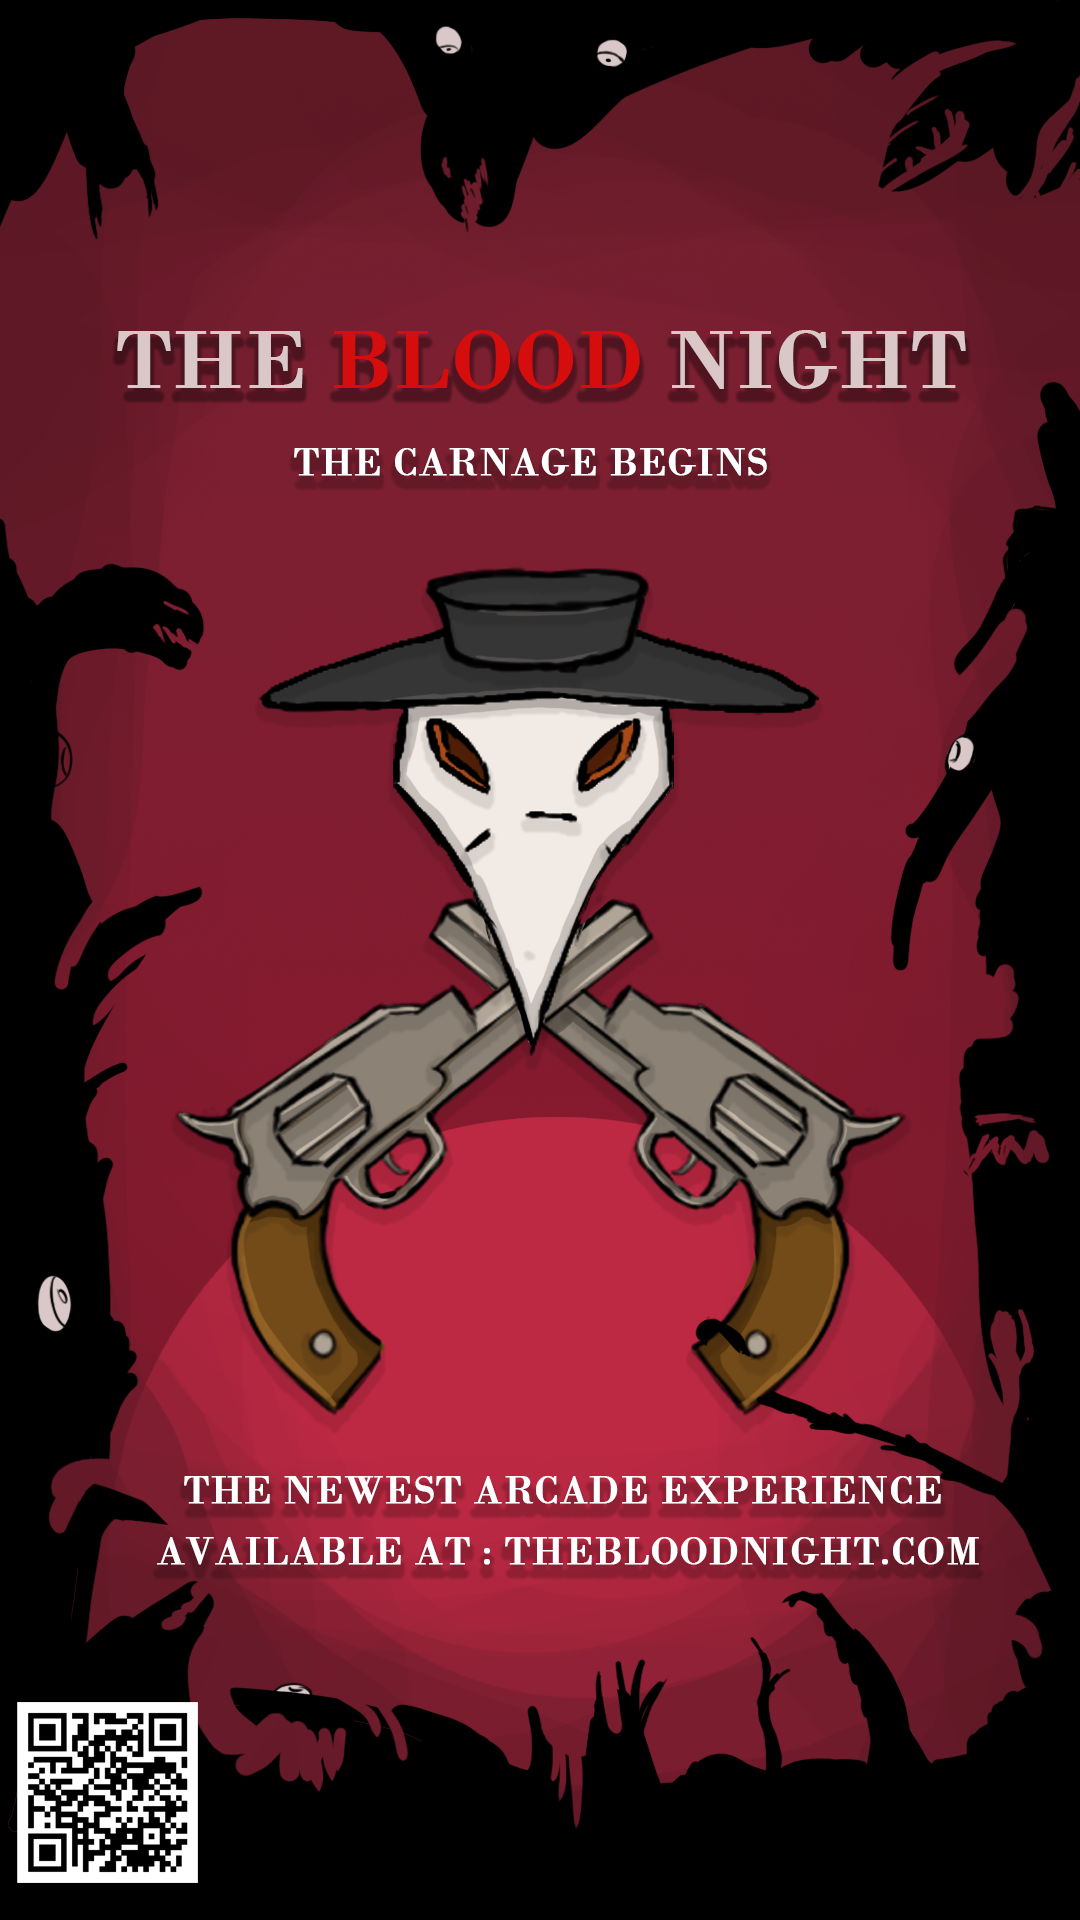 THE BLOOD NIGHT
THE CARNAGE BEGINS
THE NEWEST ARCADE EXPERIENCE
AVAILABLE AT : THEBLOODNIGHT.COM